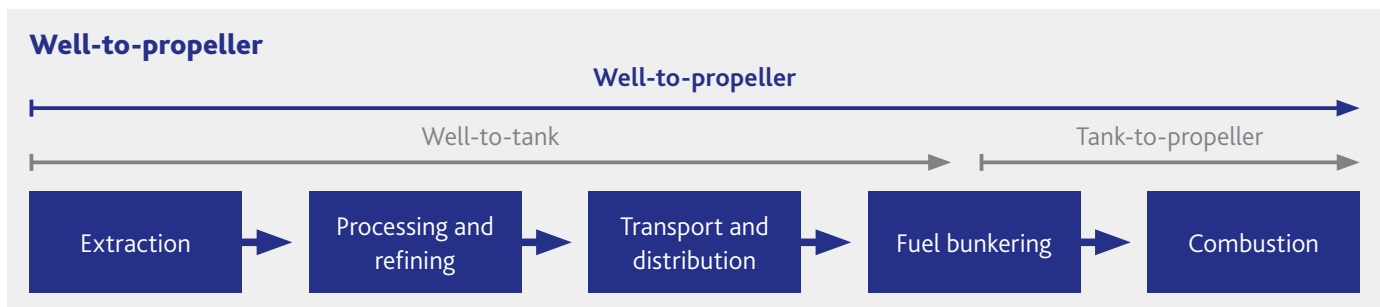 Well-to-propeller
Well-to-propeller
Well-to-tank
Tank-to-propeller
Extraction
Processing and
refining
Transport and
distribution
Fuel bunkering
Combustion